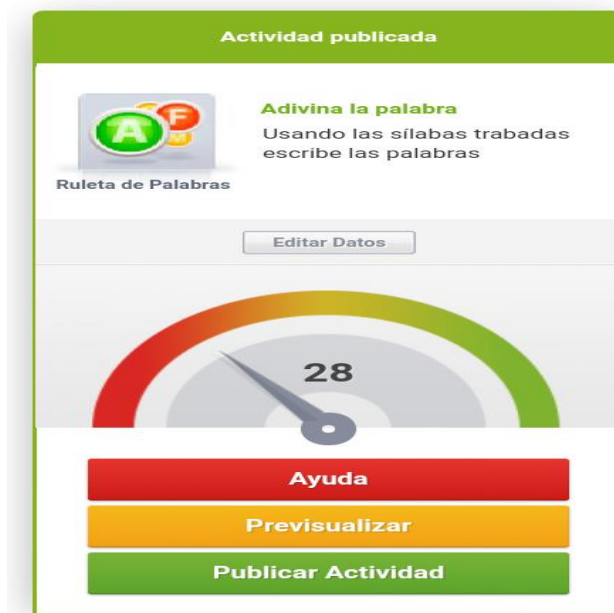 Actividad publicada
A F
M
Ruleta de Palabras
Adivina la palabra
Usando las sílabas trabadas
escribe las palabras
Editar Datos
28
Ayuda
Previsualizar
Publicar Actividad